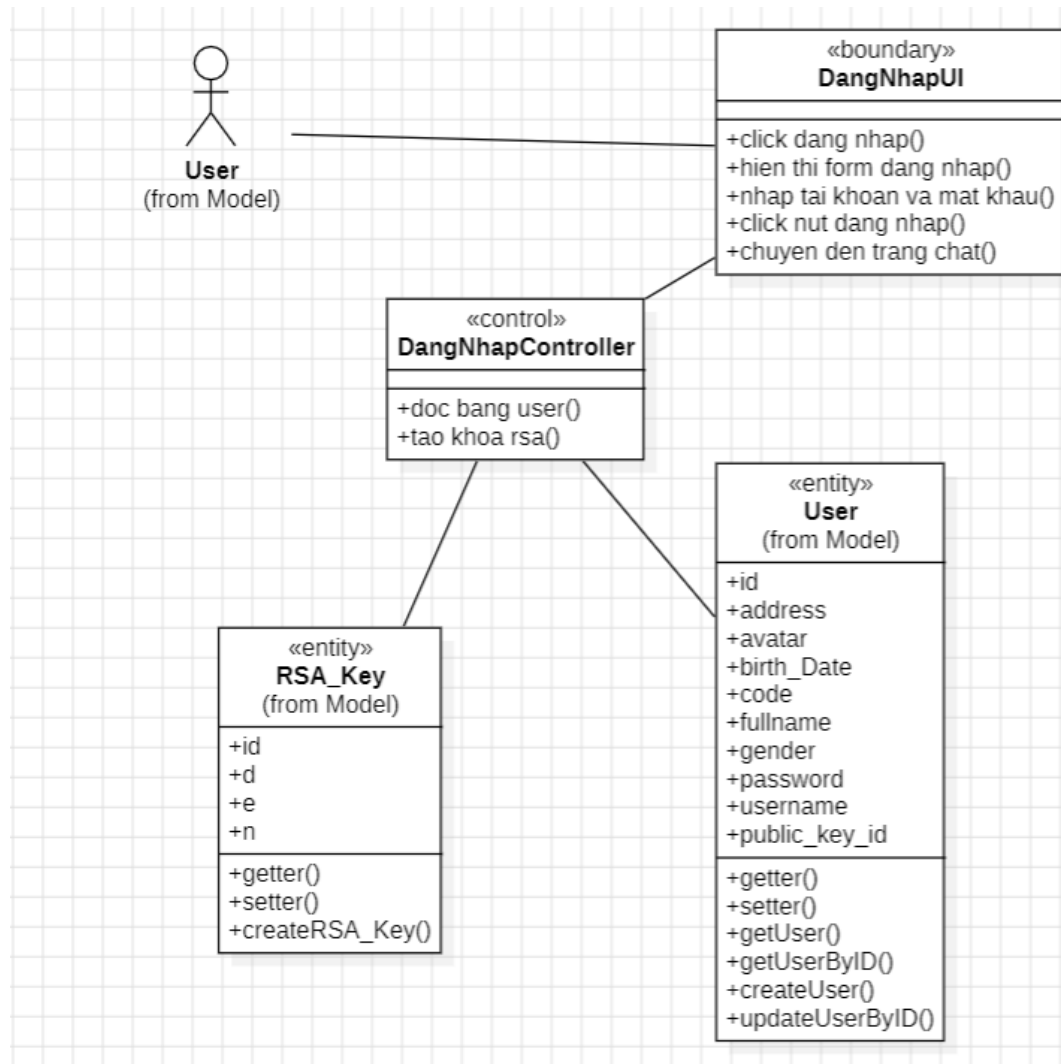 User
(from Model)
«boundary»
DangNhapUI
+click dang nhap()
+hien thi form dang nhap()
+nhap tai khoan va mat khau()
+click nut dang nhap()
+chuyen den trang chat()
«control»
DangNhapController
+doc bang user()
+tao khoa rsa()
«entity»
RSA_Key
(from Model)
+id
+d
+e
+n
+getter()
+setter()
+createRSA_Key()
«entity»
User
(from Model)
+id
+address
+avatar
+birth_Date
+code
+fullname
+gender
+password
+username
+public_key_id
+getter()
+setter()
+getUser()
+getUserByID()
+createUser()
+updateUserByID()